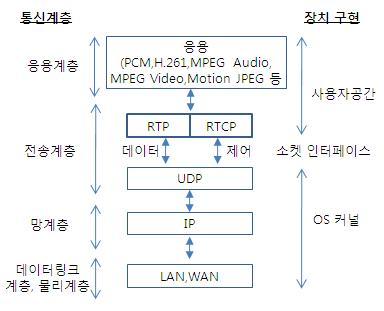 통신계층
장치 구현
응용
(PCM,H.261,MPEG Audio,
MPEG Video,Motion JPEG 등
응용계층
사용자공간
RTP
RTCP
데이터
제어
전송계층
소켓 인터페이스
UDP
망계층
IP
OS 커널
데이터링크
계층, 물리계층
LAN,WAN